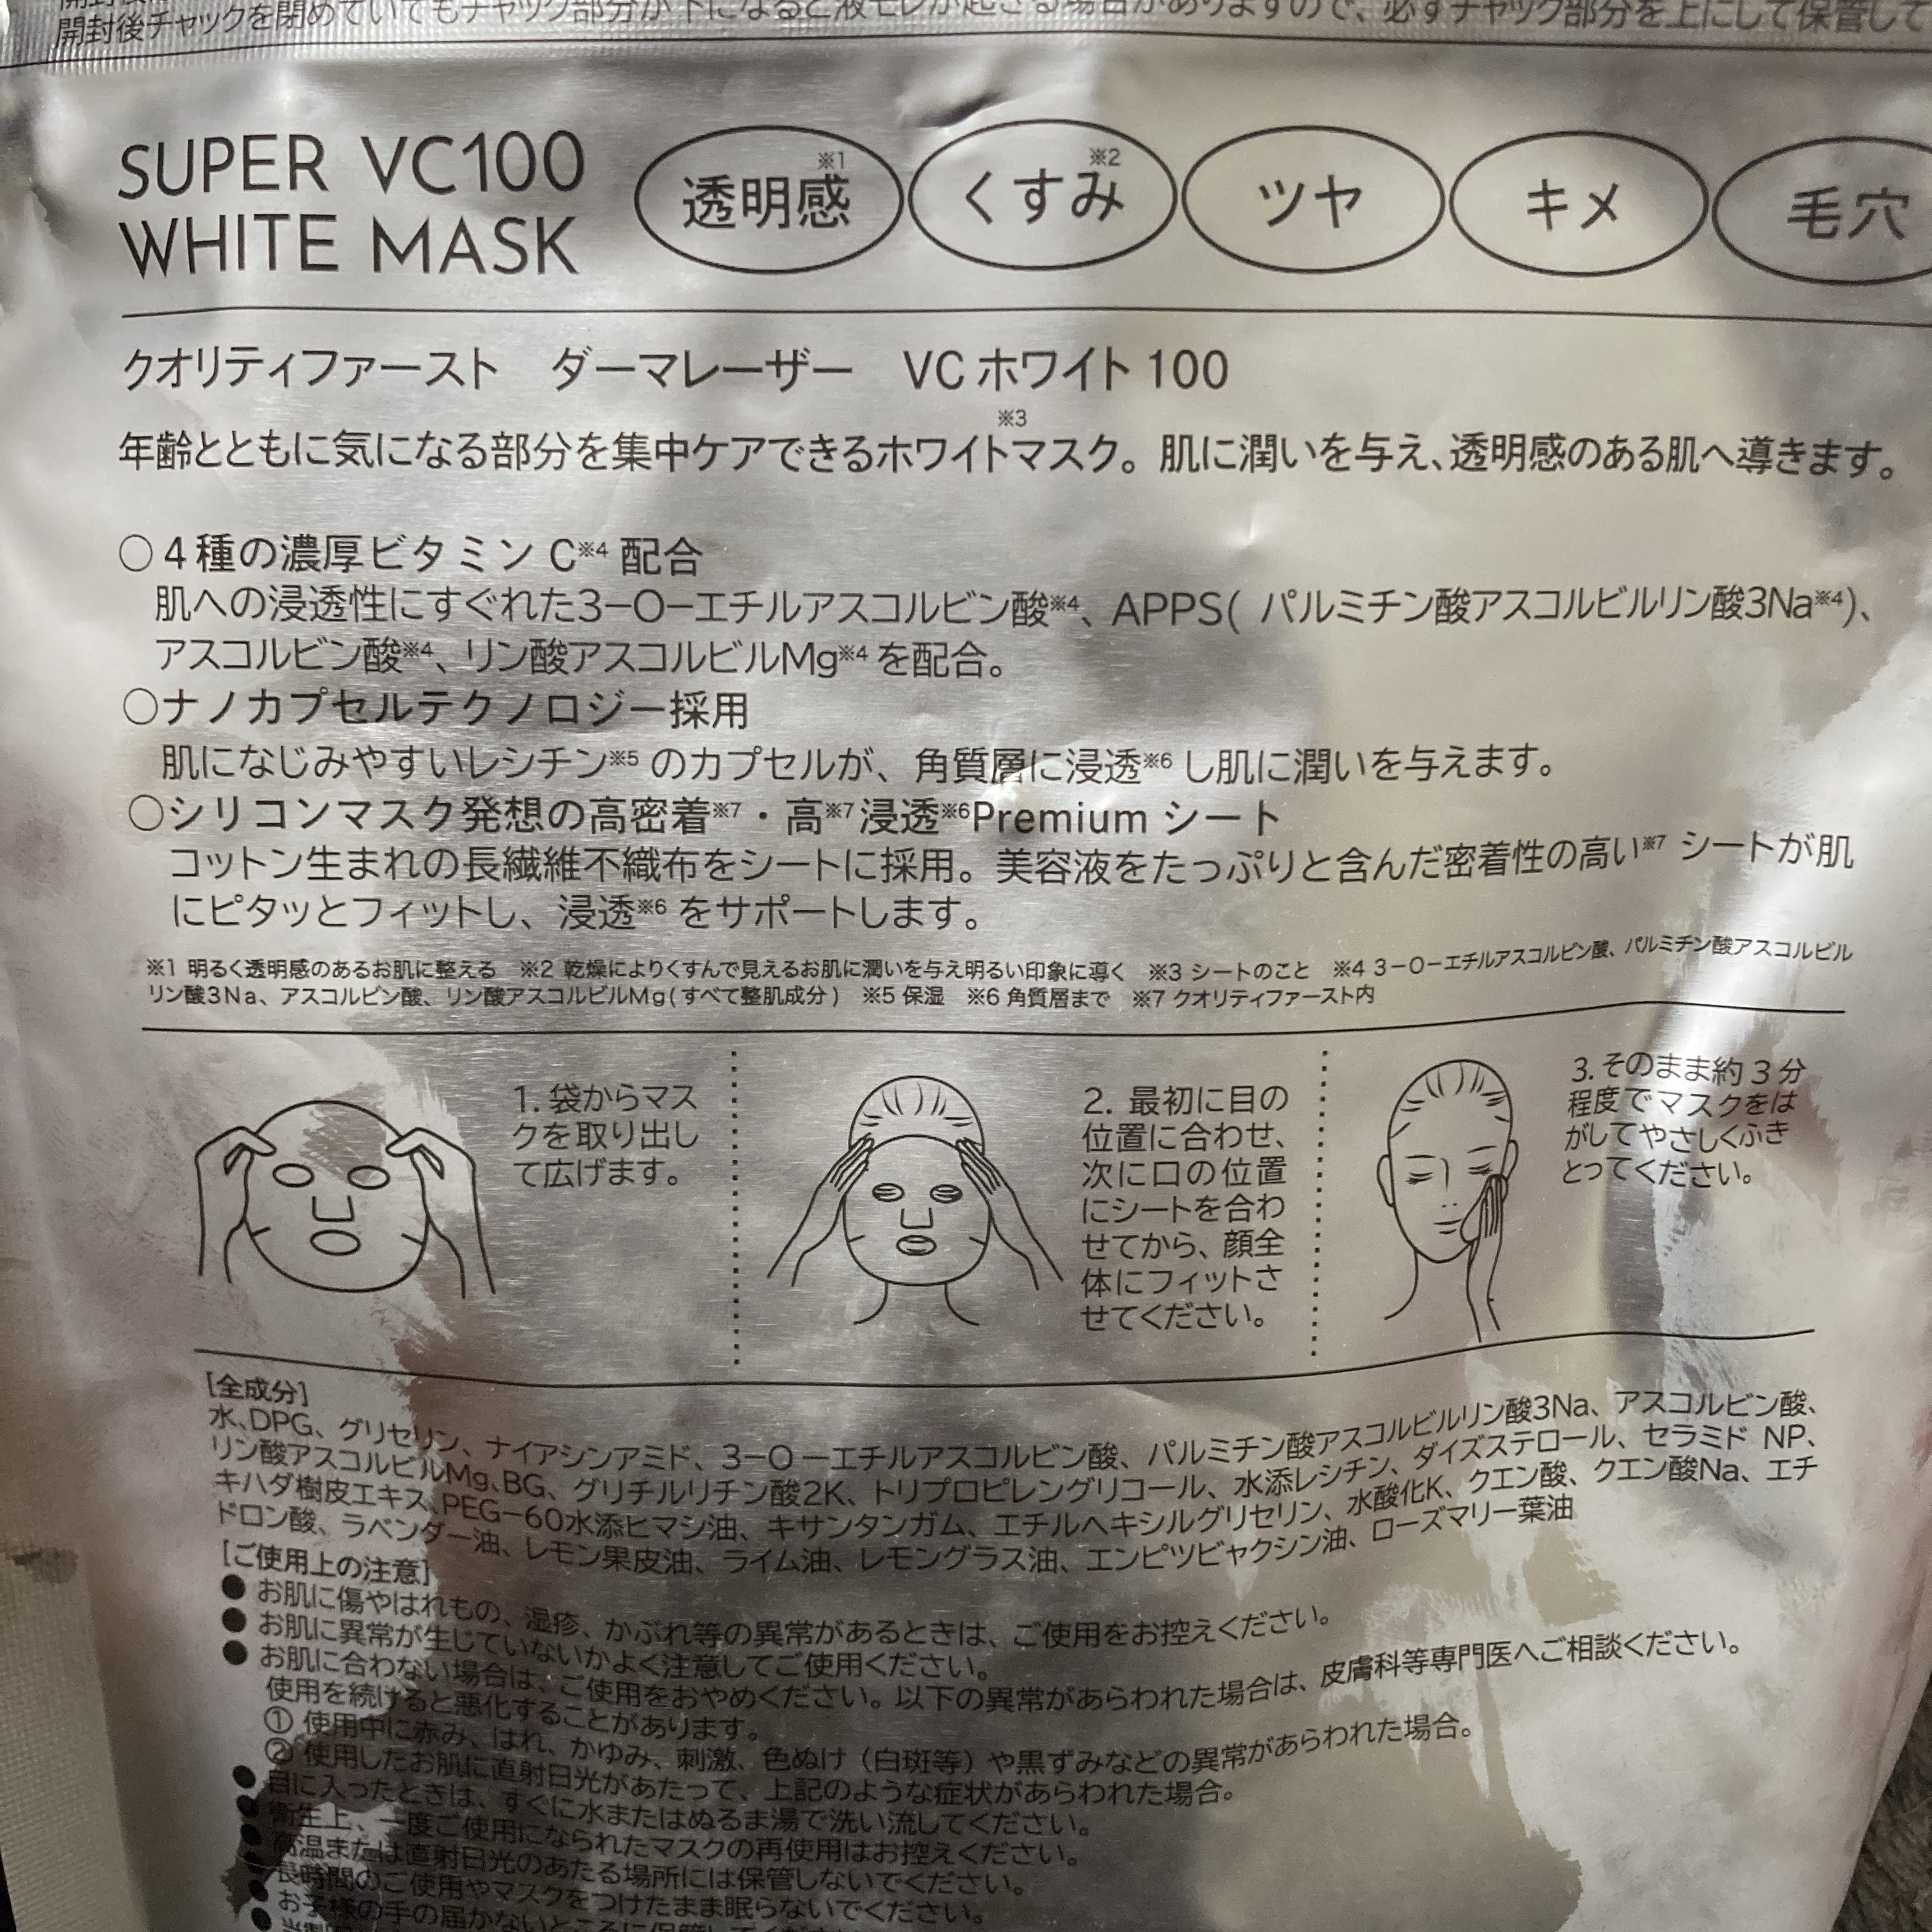 開封後チャックを閉めていてもチャック部分が下になると液モレが起きる場合がありますので、必ずチャック部分を上にして保管して
SUPER VC100
WHITE MASK
透明感※1
くすみ※2
ツヤ
キメ
毛穴
クオリティファースト ダーマレーザー VCホワイト100
年齢とともに気になる部分を集中ケアできるホワイトマスク※3。肌に潤いを与え、透明感のある肌へ導きます。
○4種の濃厚ビタミンC※4 配合
肌への浸透性にすぐれた3−O−エチルアスコルビン酸※4、APPS( パルミチン酸アスコルビルリン酸3Na※4)、
アスコルビン酸※4、リン酸アスコルビルMg※4 を配合。
○ナノカプセルテクノロジー採用
肌になじみやすいレシチン※5 のカプセルが、角質層に浸透※6 し肌に潤いを与えます。
○シリコンマスク発想の高密着※7・高※7浸透※6Premium シート
コットン生まれの長繊維不織布をシートに採用。美容液をたっぷりと含んだ密着性の高い※7 シートが肌
にピタッとフィットし、浸透※6 をサポートします。
※1 明るく透明感のあるお肌に整える ※2 乾燥によりくすんで見えるお肌に潤いを与え明るい印象に導く ※3 シートのこと ※4 3−O−エチルアスコルビン酸、パルミチン酸アスコルビル
リン酸3Na、アスコルビン酸、リン酸アスコルビルMg(すべて整肌成分) ※5 保湿 ※6 角質層まで ※7 クオリティファースト内
1. 袋からマス
クを取り出し
て広げます。
2. 最初に目の
位置に合わせ、
次に口の位置
にシートを合わ
せてから、顔全
体にフィットさ
せてください。
3. そのまま約3分
程度でマスクをは
がしてやさしくふき
とってください。
[全成分]
水、DPG、グリセリン、ナイアシンアミド、3−O−エチルアスコルビン酸、パルミチン酸アスコルビルリン酸3Na、アスコルビン酸、
リン酸アスコルビルMg、BG、グリチルリチン酸2K、トリプロピレングリコール、水添レシチン、ダイズステロール、セラミド NP、
キハダ樹皮エキス、PEG−60水添ヒマシ油、キサンタンガム、エチルヘキシルグリセリン、水酸化K、クエン酸、クエン酸Na、エチ
ドロン酸、ラベンダー油、レモン果皮油、ライム油、レモングラス油、エンピツビャクシン油、ローズマリー葉油
[ご使用上の注意]
● お肌に傷やはれもの、湿疹、かぶれ等の異常があるときは、ご使用をお控えください。
● お肌に異常が生じていないかよく注意してご使用ください。
● お肌に合わない場合は、ご使用をおやめください。以下の異常があらわれた場合は、皮膚科等専門医へご相談ください。
使用を続けると悪化することがあります。
① 使用中に赤み、はれ、かゆみ、刺激、色ぬけ（白斑等）や黒ずみなどの異常があらわれた場合。
② 使用したお肌に直射日光があたって、上記のような症状があらわれた場合。
● 目に入ったときは、すぐに水またはぬるま湯で洗い流してください。
● 衛生上、一度ご使用になられたマスクの再使用はお控えください。
● 高温または直射日光のあたる場所には保管しないでください。
● 長時間のご使用やマスクをつけたまま眠らないでください。
● お子様の手の届かないところに保管してください